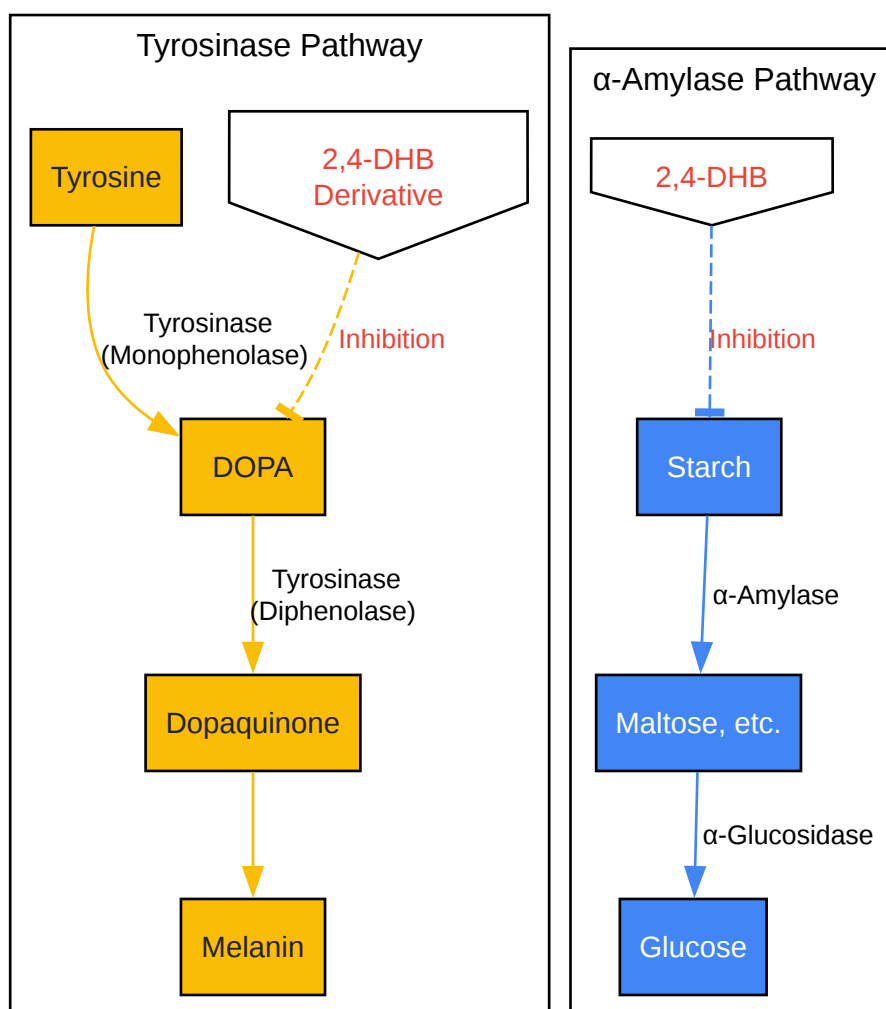 Tyrosinase Pathway
Tyrosine
2,4-DHB
Derivative
Tyrosinase
(Monophenolase)
Inhibition
DOPA
Tyrosinase
(Diphenolase)
Dopaquinone
Melanin
α-Amylase Pathway
2,4-DHB
Inhibition
Starch
α-Amylase
Maltose, etc.
α-Glucosidase
Glucose